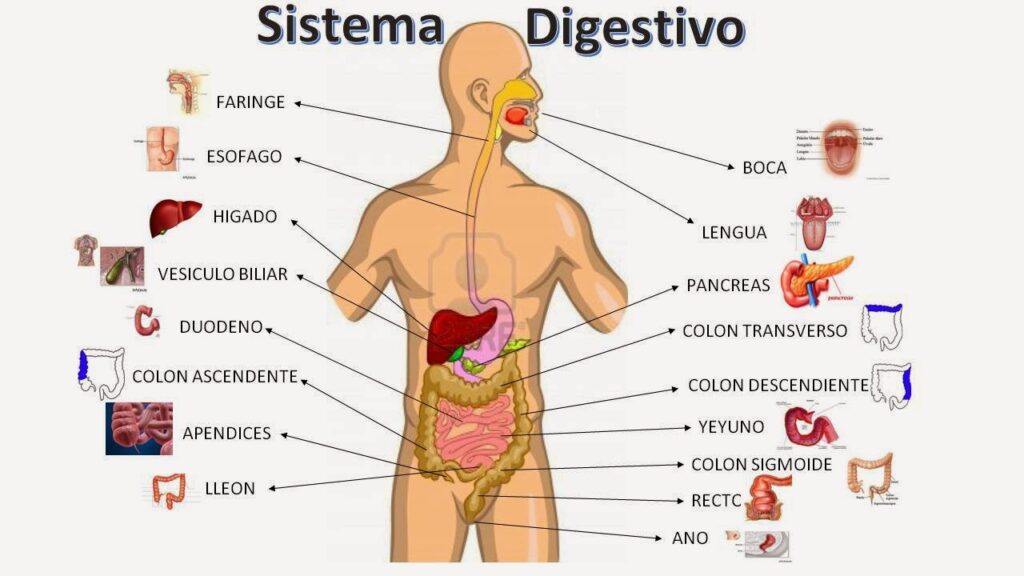 Sistema Digestivo
FARINGE
ESOFAGO
HIGADO
VESICULO BILIAR
DUODENO
COLON ASCENDENTE
APENDICES
LLEON
BOCA
LENGUA
PANCREAS
pancreas
COLON TRANSVERSO
COLON DESCENDIENTE
YEYUNO
COLON SIGMOIDE
RECTC
ANO